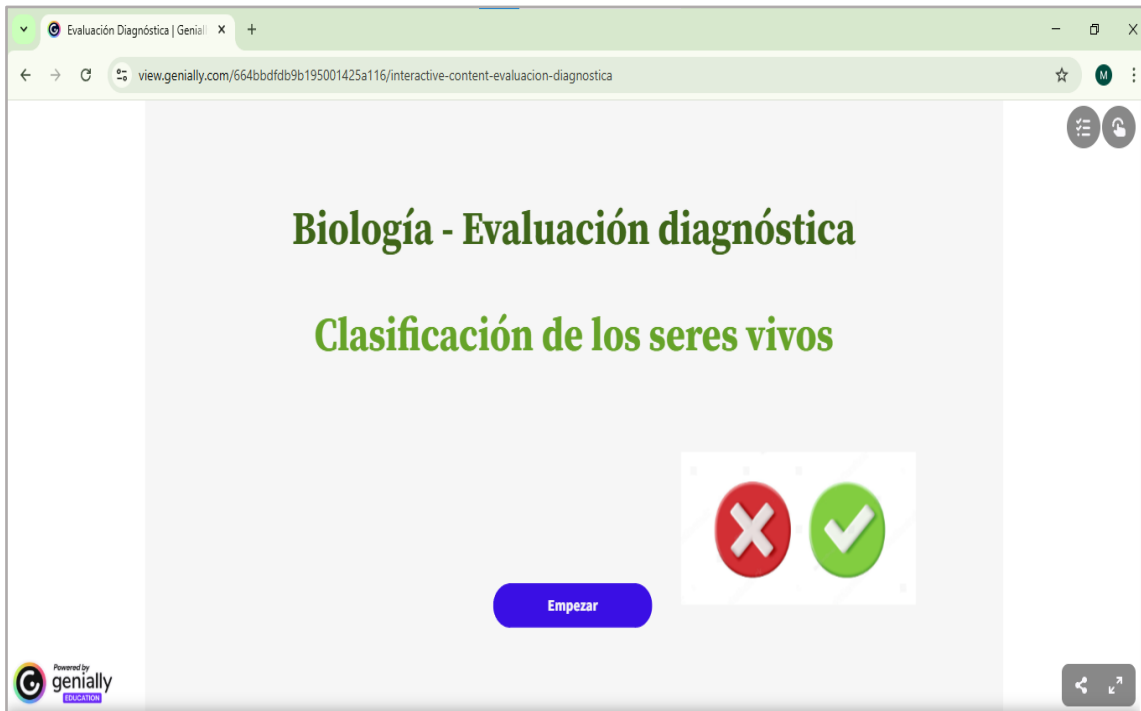 Evaluación Diagnóstica | Geniall
view.genially.com/664bbdfdb9b195001425a116/interactive-content-evaluacion-diagnostica
M
Biología - Evaluación diagnóstica
Clasificación de los seres vivos
Empezar
Powered by
genially
EDUCATION